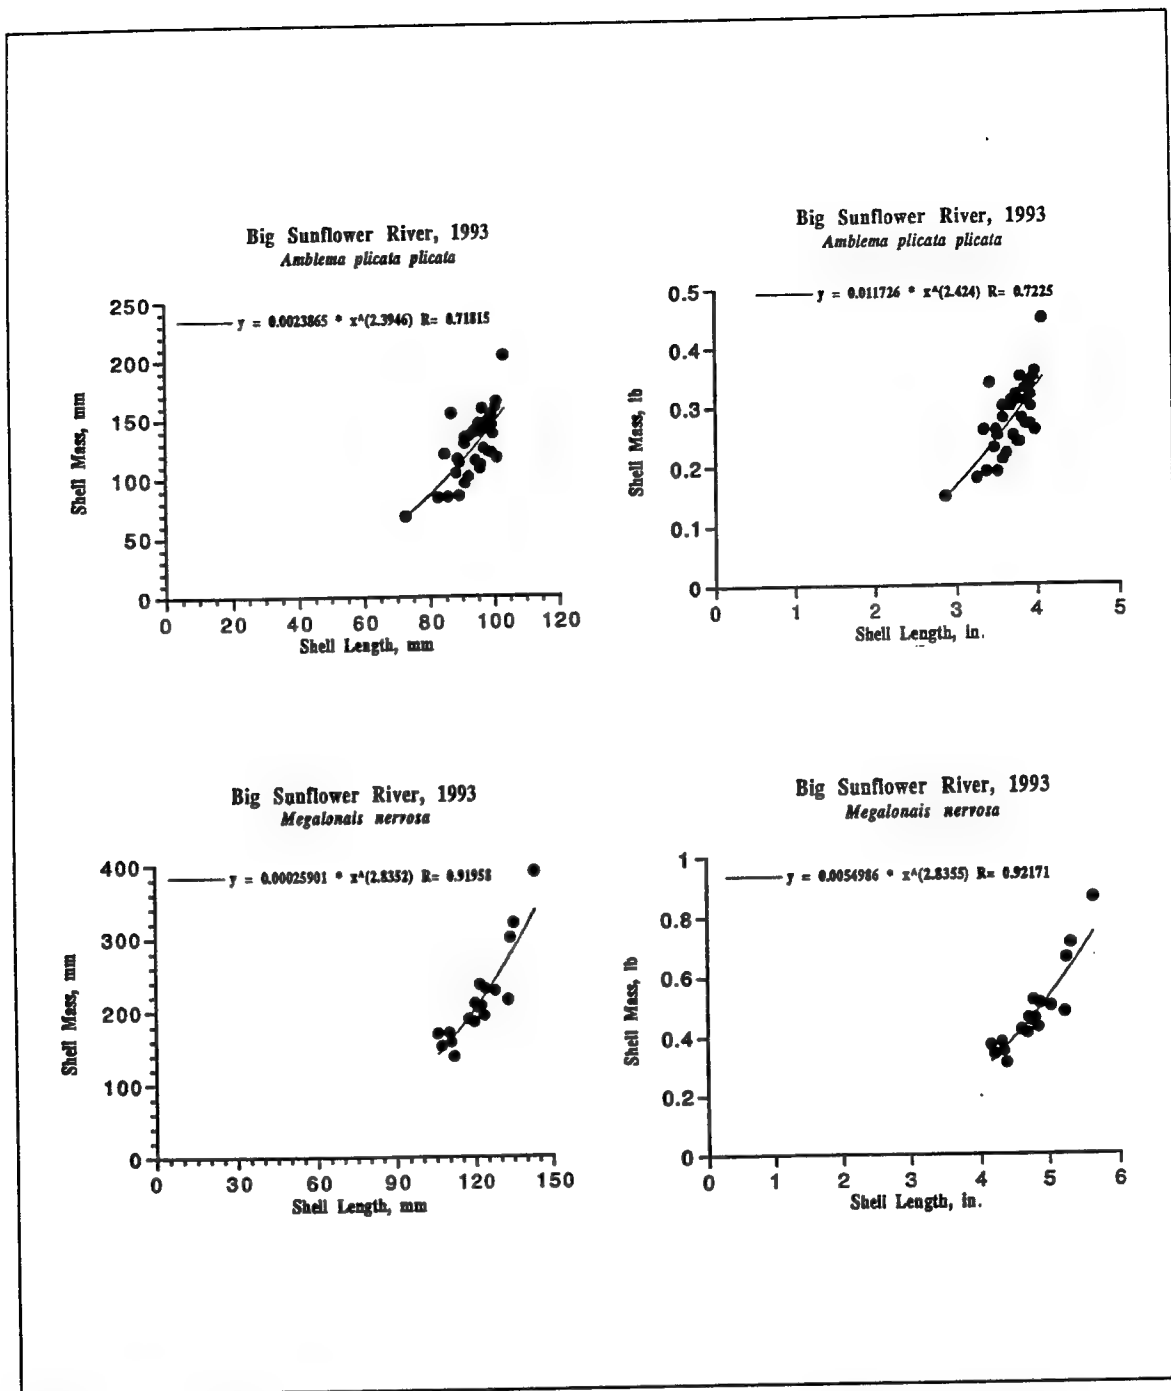 Big Sunflower River, 1993
Amblema plicata plicata
y = 0.0023865 * x^(2.3946) R= 0.71815
250
200
150
100
50
0
Shell Mass, mm
0 20 40 60 80 100 120
Shell Length, mm
Big Sunflower River, 1993
Amblema plicata plicata
y = 0.011726 * x^(2.424) R= 0.7225
0.5
0.4
0.3
0.2
0.1
0
Shell Mass, lb
0 1 2 3 4 5
Shell Length, in.
Big Sunflower River, 1993
Megalonais nervosa
y = 0.00025901 * x^(2.8352) R= 0.91958
400
300
200
100
0
Shell Mass, mm
0 30 60 90 120 150
Shell Length, mm
Big Sunflower River, 1993
Megalonais nervosa
y = 0.0054986 * x^(2.8355) R= 0.92171
1
0.8
0.6
0.4
0.2
0
Shell Mass, lb
0 1 2 3 4 5 6
Shell Length, in.